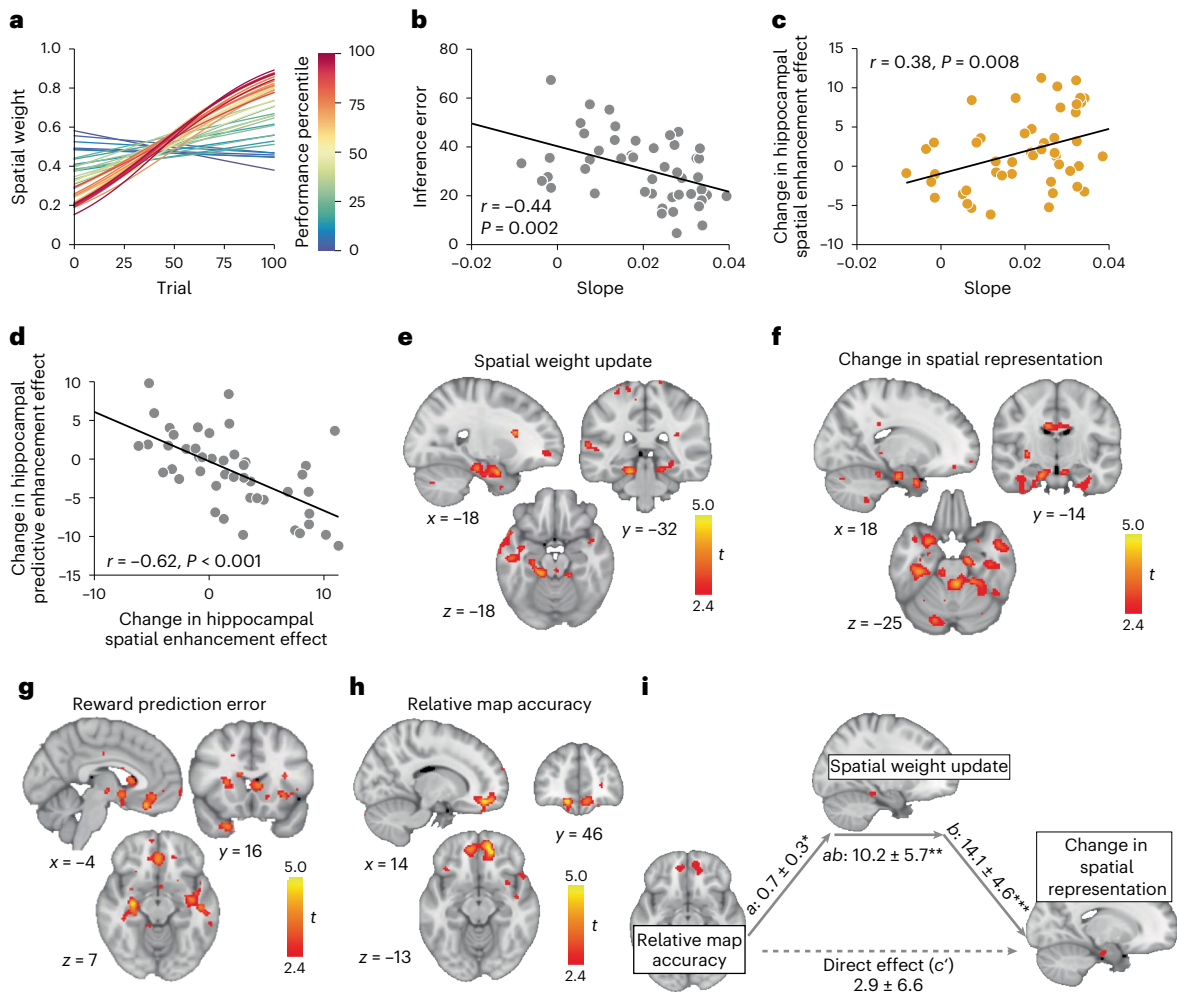 a
Spatial weight
1.0
0.8
0.6
0.4
0.2
0
0
25
50
75
100
Trial
Performance percentile
100
75
50
25
0
b
Inference error
80
60
40
20
0
r = −0.44
P = 0.002
−0.02
0
0.02
0.04
Slope
c
Change in hippocampal
spatial enhancement effect
15
10
5
0
−5
−10
r = 0.38, P = 0.008
−0.02
0
0.02
0.04
Slope
d
Change in hippocampal
predictive enhancement effect
10
5
0
−5
−10
−15
r = −0.62, P < 0.001
−10
0
10
Change in hippocampal
spatial enhancement effect
e
Spatial weight update
x = −18
y = −32
z = −18
5.0
t
2.4
f
Change in spatial representation
x = 18
y = −14
z = −25
5.0
t
2.4
g
Reward prediction error
x = −4
y = 16
z = 7
5.0
t
2.4
h
Relative map accuracy
x = 14
y = 46
z = −13
5.0
t
2.4
i
Spatial weight update
a: 0.7 ± 0.3*
ab: 10.2 ± 5.7**
b: 14.1 ± 4.6***
Change in
spatial
representation
Relative map
accuracy
Direct effect (c′)
2.9 ± 6.6